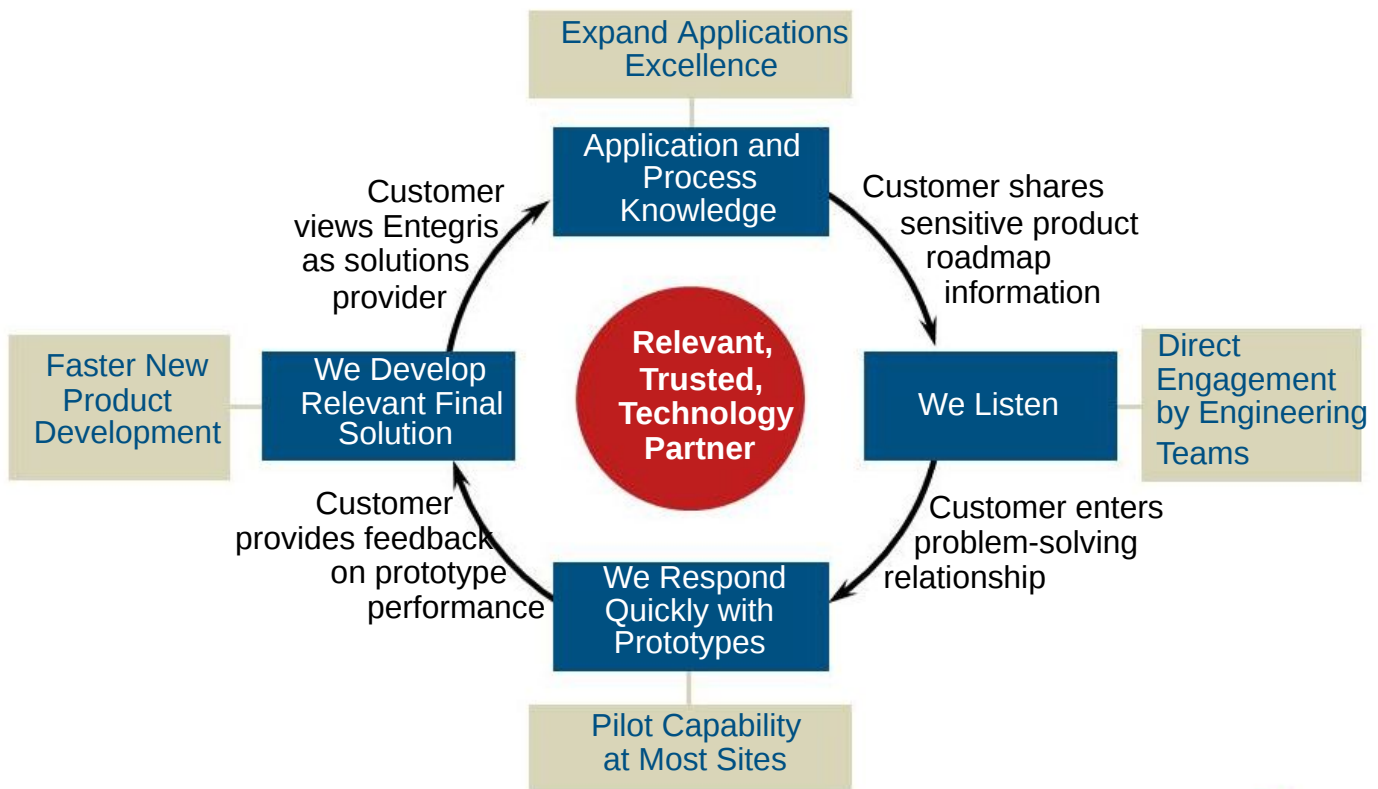 Expand Applications
Excellence
Application and
Process
Knowledge
Customer
views Entegris
as solutions
provider
Customer shares
sensitive product
roadmap
information
Faster New
Product
Development
We Develop
Relevant Final
Solution
Relevant,
Trusted,
Technology
Partner
We Listen
Direct
Engagement
by Engineering
Teams
Customer
provides feedback
on prototype
performance
Customer enters
problem-solving
relationship
We Respond
Quickly with
Prototypes
Pilot Capability
at Most Sites